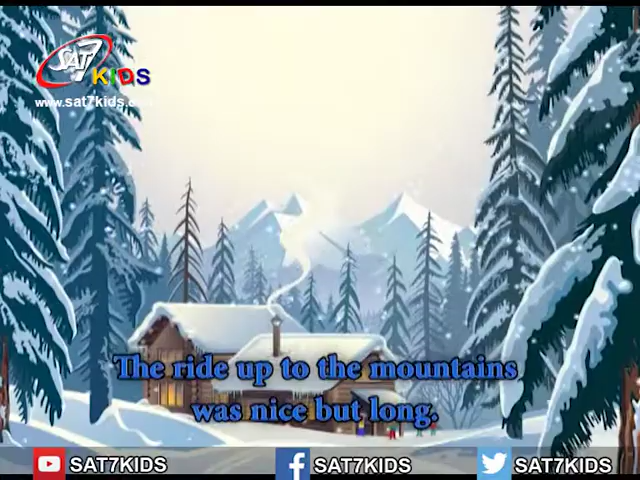 SAT7
KIDS
www.sat7kids.com
The ride up to the mountains
was nice but long.
SAT7KIDS
SAT7KIDS
SAT7KIDS